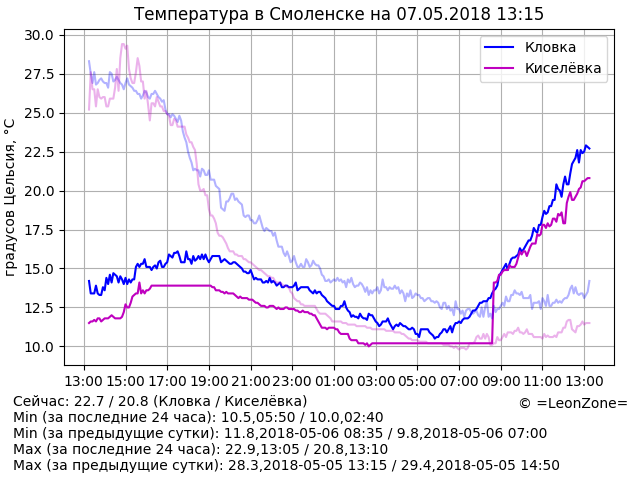 Температура в Смоленске на 07.05.2018 13:15
градусов Цельсия, °C
30.0
27.5
25.0
22.5
20.0
17.5
15.0
12.5
10.0
Кловка
Киселёвка
13:00 15:00 17:00 19:00 21:00 23:00 01:00 03:00 05:00 07:00 09:00 11:00 13:00
Сейчас: 22.7 / 20.8 (Кловка / Киселёвка)
© =LeonZone=
Min (за последние 24 часа): 10.5,05:50 / 10.0,02:40
Min (за предыдущие сутки): 11.8,2018-05-06 08:35 / 9.8,2018-05-06 07:00
Max (за последние 24 часа): 22.9,13:05 / 20.8,13:10
Max (за предыдущие сутки): 28.3,2018-05-05 13:15 / 29.4,2018-05-05 14:50